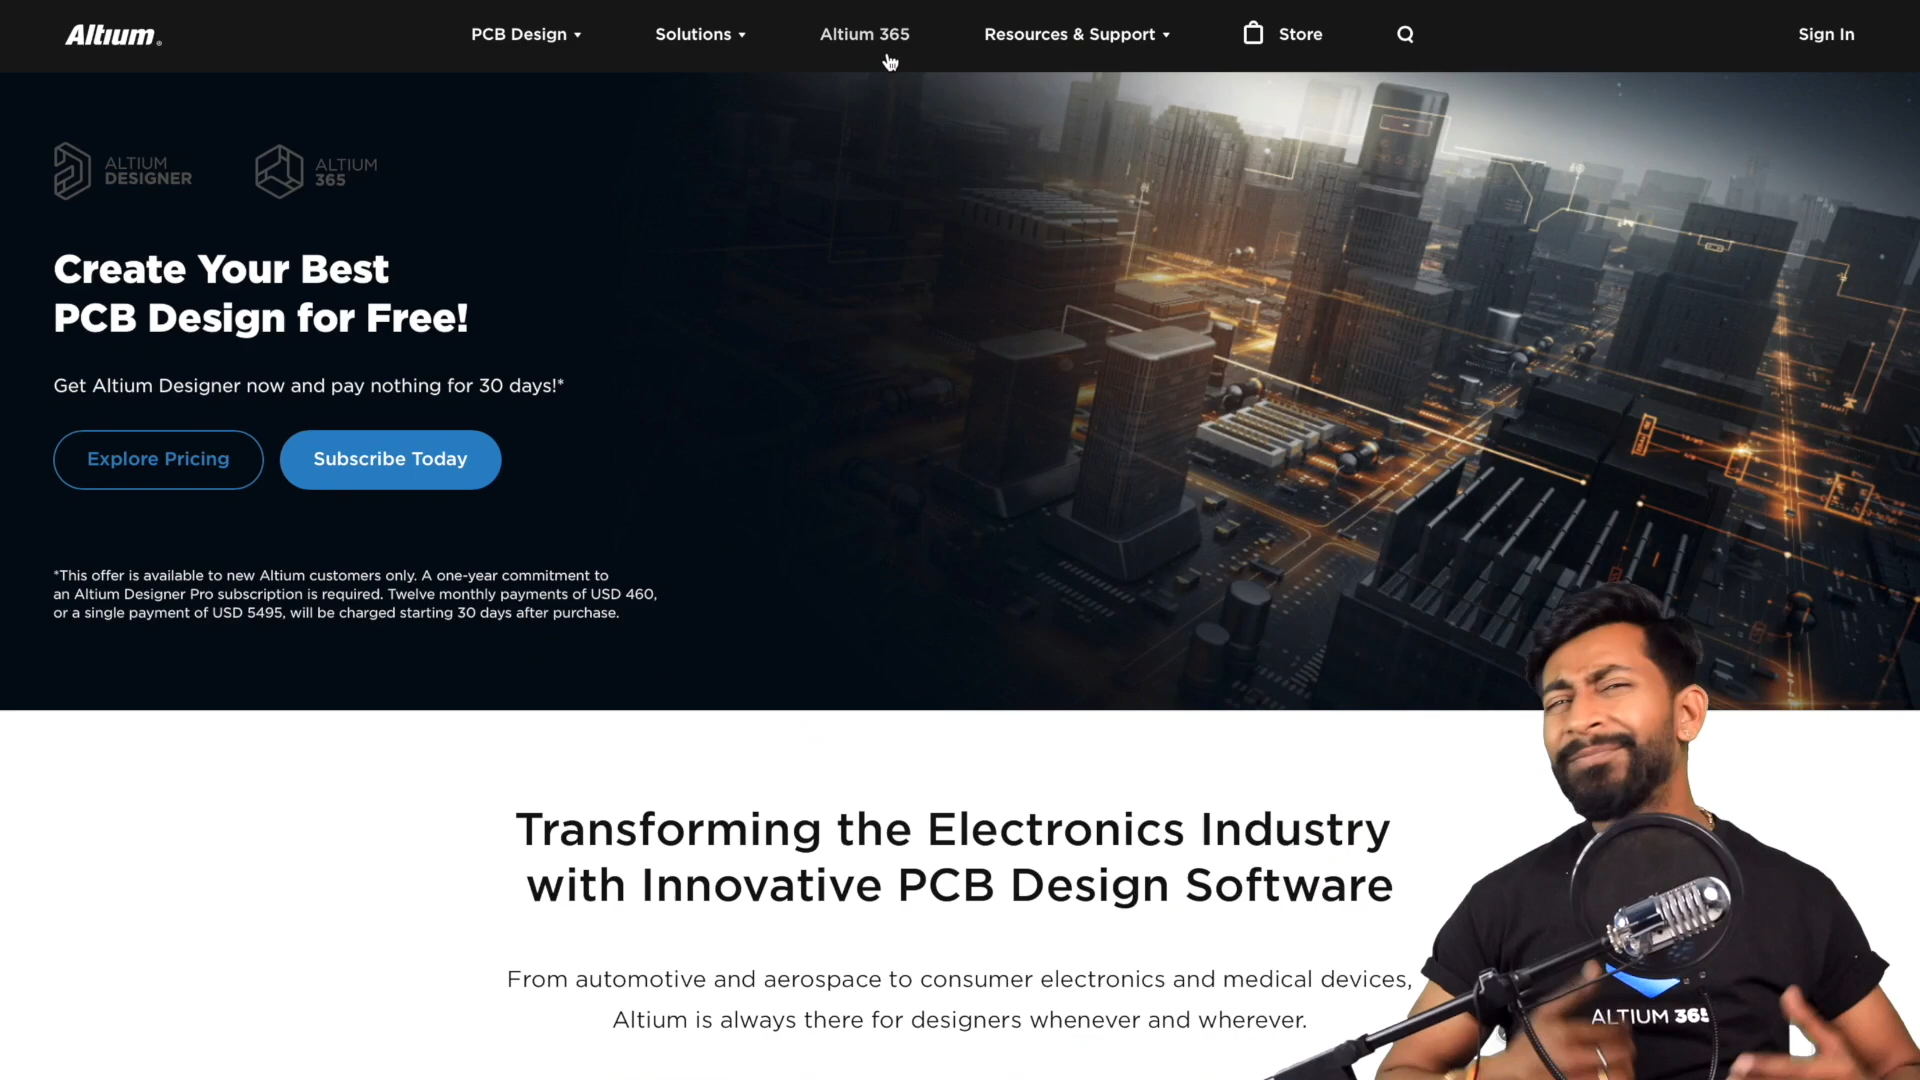 Altium
PCB Design
Solutions
Altium 365
Resources & Support
Store
Sign In
ALTIUM
DESIGNER
ALTIUM
365
Create Your Best
PCB Design for Free!
Get Altium Designer now and pay nothing for 30 days!*
Explore Pricing
Subscribe Today
*This offer is available to new Altium customers only. A one-year commitment to
an Altium Designer Pro subscription is required. Twelve monthly payments of USD 460,
or a single payment of USD 5495, will be charged starting 30 days after purchase.
Transforming the Electronics Industry
with Innovative PCB Design Software
From automotive and aerospace to consumer electronics and medical devices,
Altium is always there for designers whenever and wherever.
ALTIUM 365